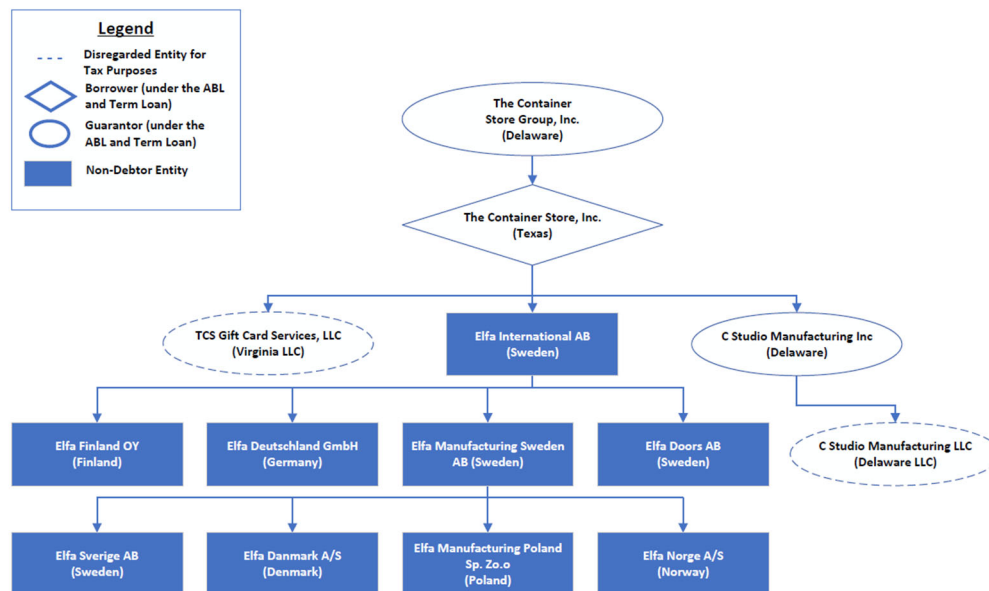 Legend
Disregarded Entity for
Tax Purposes
Borrower (under the ABL
and Term Loan)
Guarantor (under the
ABL and Term Loan)
Non-Debtor Entity
The Container
Store Group, Inc.
(Delaware)
The Container Store, Inc.
(Texas)
TCS Gift Card Services, LLC
(Virginia LLC)
Elfa International AB
(Sweden)
C Studio Manufacturing Inc
(Delaware)
Elfa Finland OY
(Finland)
Elfa Deutschland GmbH
(Germany)
Elfa Manufacturing Sweden
AB (Sweden)
Elfa Doors AB
(Sweden)
C Studio Manufacturing LLC
(Delaware LLC)
Elfa Sverige AB
(Sweden)
Elfa Danmark A/S
(Denmark)
Elfa Manufacturing Poland
Sp. Zo.o
(Poland)
Elfa Norge A/S
(Norway)